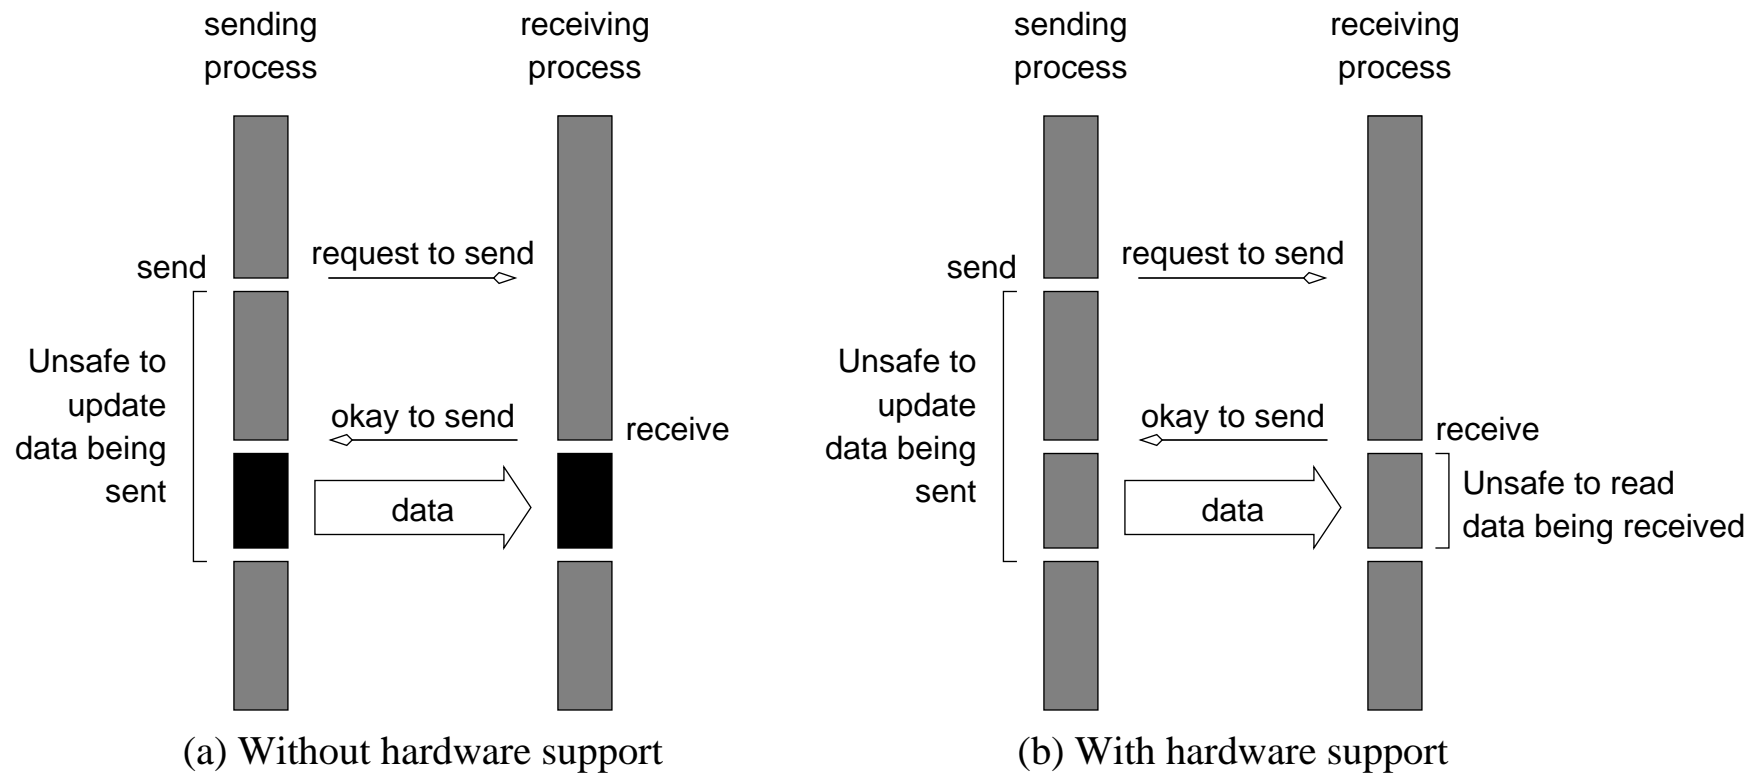 sending
process
receiving
process
send
request to send
Unsafe to
update
data being
sent
okay to send
receive
data
(a) Without hardware support
sending
process
receiving
process
send
request to send
Unsafe to
update
data being
sent
okay to send
receive
data
Unsafe to read
data being received
(b) With hardware support